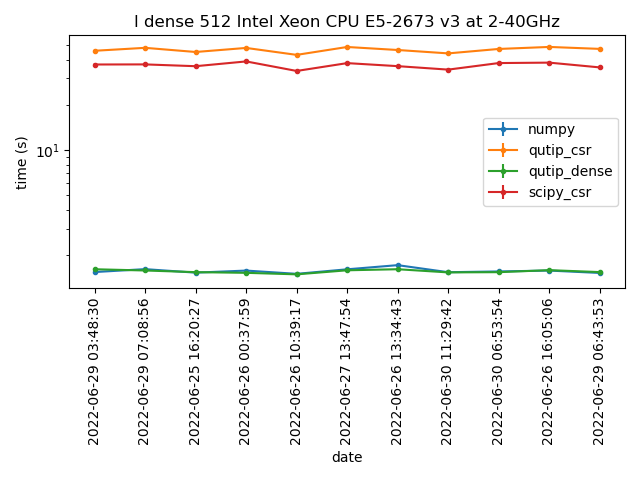 l dense 512 Intel Xeon CPU E5-2673 v3 at 2-40GHz
time (s)
10¹
numpy
qutip_csr
qutip_dense
scipy_csr
2022-06-29 03:48:30
2022-06-29 07:08:56
2022-06-25 16:20:27
2022-06-26 00:37:59
2022-06-26 10:39:17
2022-06-27 13:47:54
2022-06-26 13:34:43
2022-06-30 11:29:42
2022-06-30 06:53:54
2022-06-26 16:05:06
2022-06-29 06:43:53
date